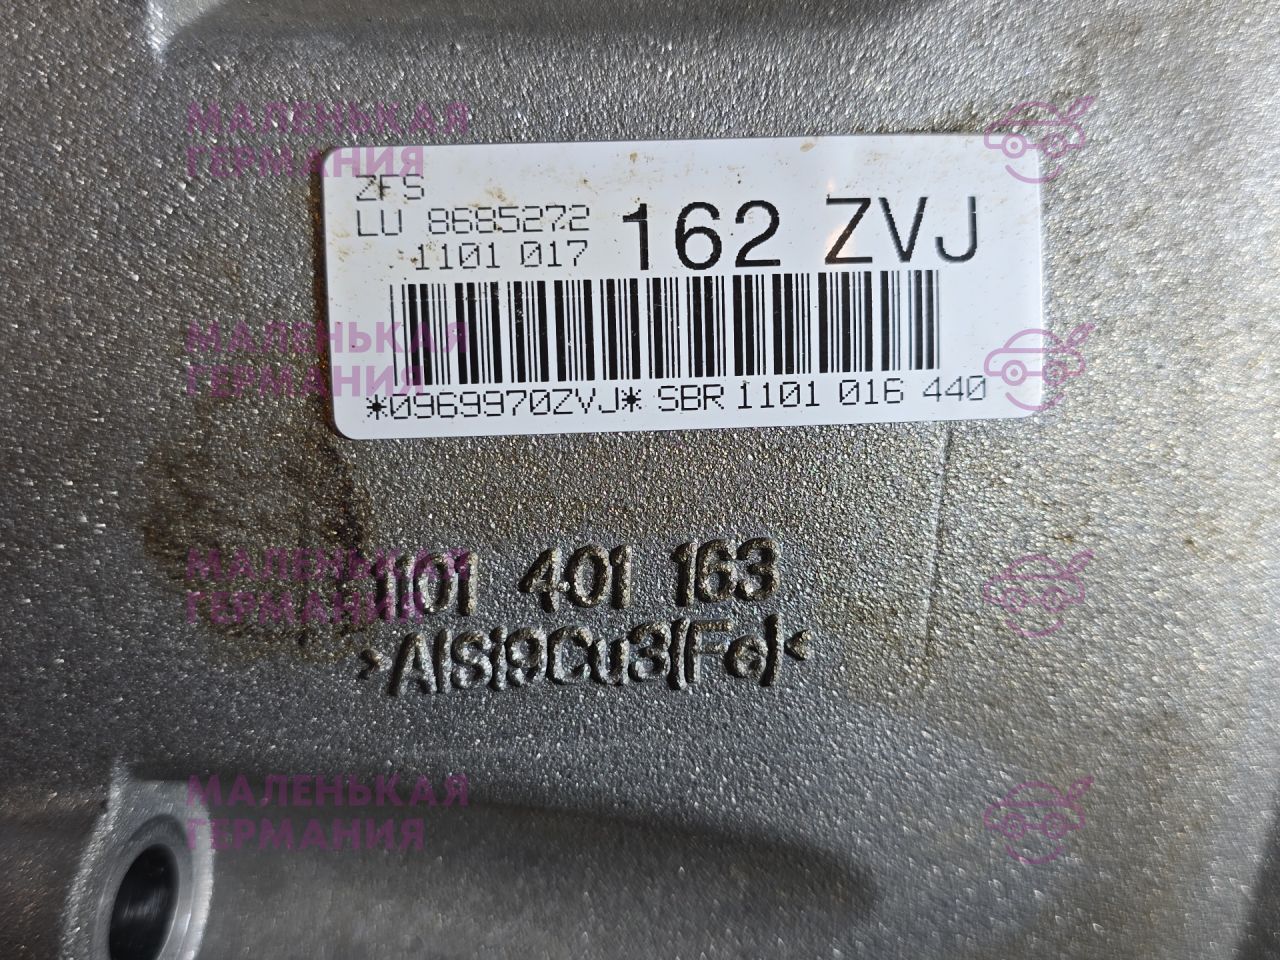 МАЛЕНЬКАЯ
ГЕРМАНИЯ
ZFS
LU 8685272
1101 017
162 ZVJ
*0969970ZVJ* SBR 1101 016 440
МАЛЕНЬКАЯ
ГЕРМАНИЯ
1101 401 163
>AlSi9Cu3(Fe)<
МАЛЕНЬКАЯ
ГЕРМАНИЯ
МАЛЕНЬКАЯ
ГЕРМАНИЯ